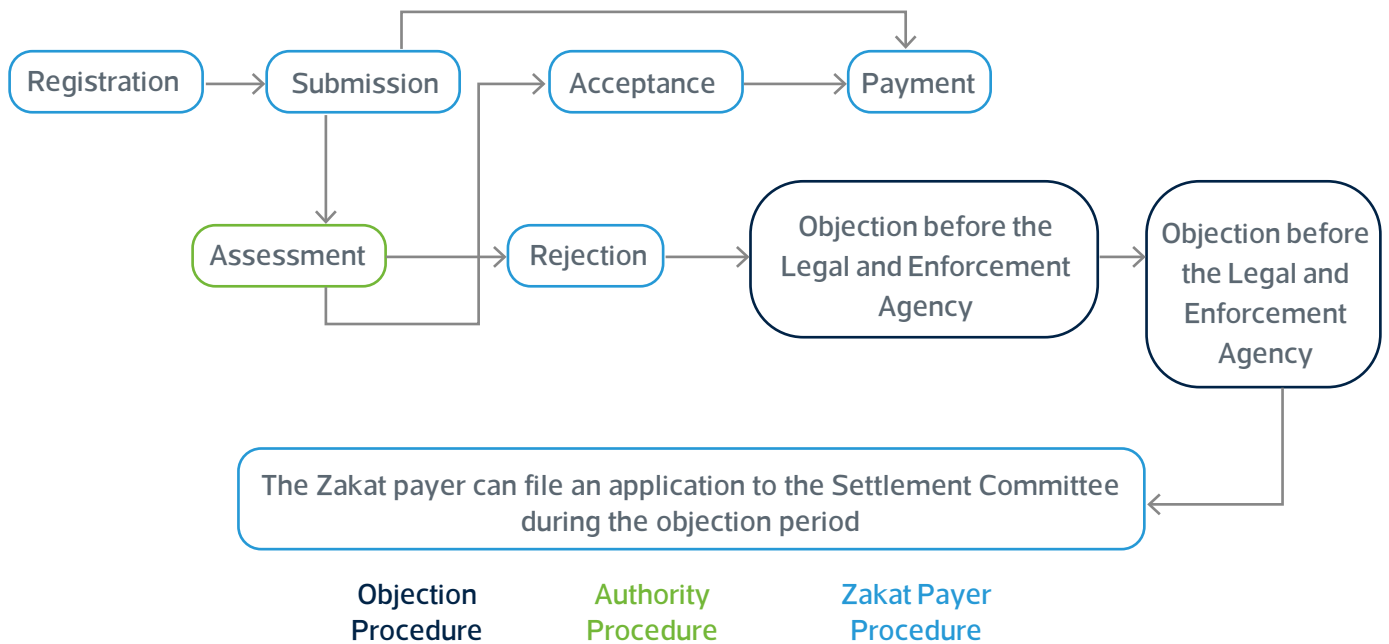 Registration
Submission
Acceptance
Payment
Assessment
Rejection
Objection before the
Legal and Enforcement
Agency
Objection before
the Legal and
Enforcement
Agency
The Zakat payer can file an application to the Settlement Committee
during the objection period
Objection
Procedure
Authority
Procedure
Zakat Payer
Procedure